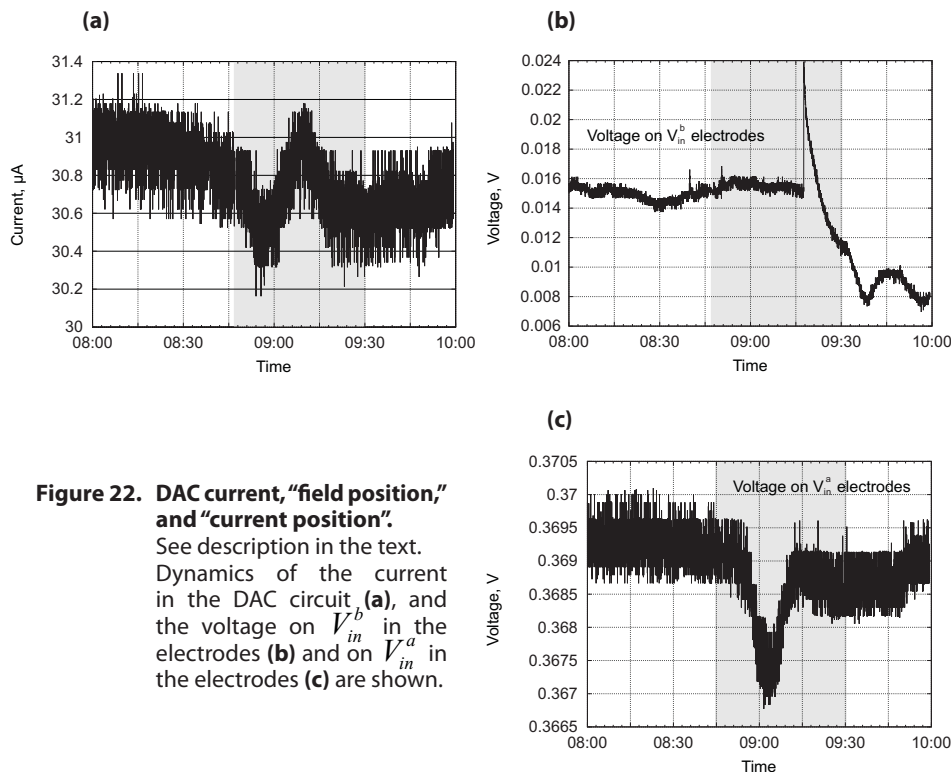 (a)
31.4
31.2
31
30.8
30.6
30.4
30.2
30
Current, µA
08:00 08:30 09:00 09:30 10:00
Time
(b)
0.024
0.022
0.02
0.018
0.016
0.014
0.012
0.01
0.008
0.006
Voltage, V
Voltage on V_in^b electrodes
08:00 08:30 09:00 09:30 10:00
Time
(c)
0.3705
0.37
0.3695
0.369
0.3685
0.368
0.3675
0.367
0.3665
Voltage, V
Voltage on V_in^a electrodes
08:00 08:30 09:00 09:30 10:00
Time
Figure 22. DAC current, “field position,”
and “current position”.
See description in the text.
Dynamics of the current
in the DAC circuit (a), and
the voltage on V_in^b in the
electrodes (b) and on V_in^a in
the electrodes (c) are shown.